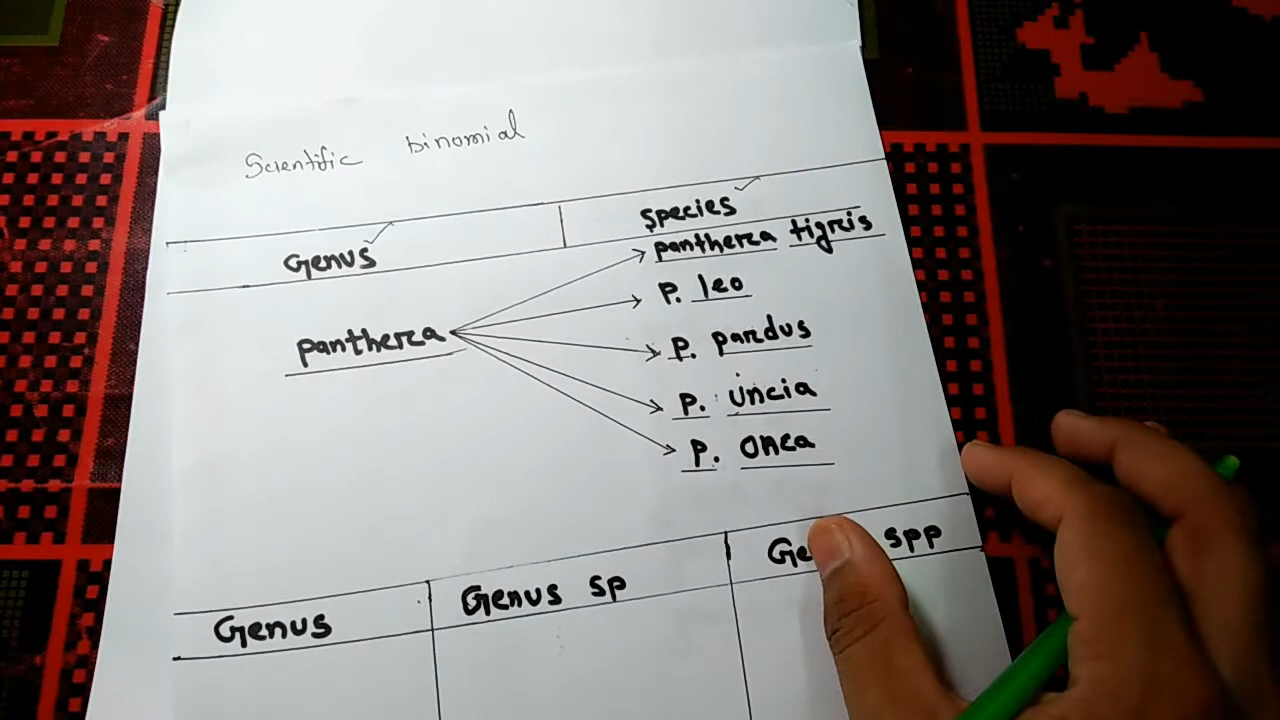 Scientific binomial
Genus
Species
panthera
panthera tigris
P. leo
P. pardus
P. uncia
P. onca
Genus
Genus sp
spp